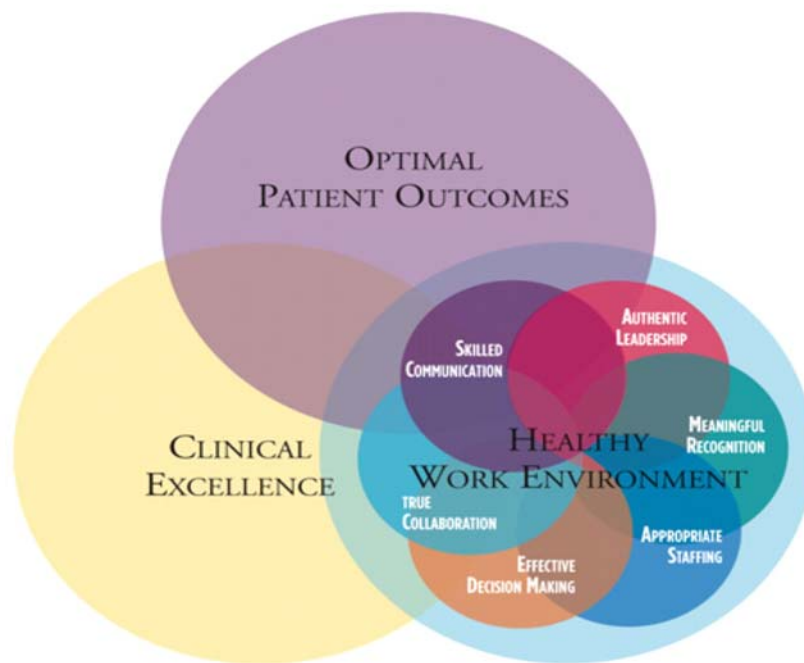 OPTIMAL
PATIENT OUTCOMES
AUTHENTIC
LEADERSHIP
SKILLED
COMMUNICATION
MEANINGFUL
RECOGNITION
CLINICAL
EXCELLENCE
HEALTHY
WORK ENVIRONMENT
TRUE
COLLABORATION
APPROPRIATE
STAFFING
EFFECTIVE
DECISION MAKING